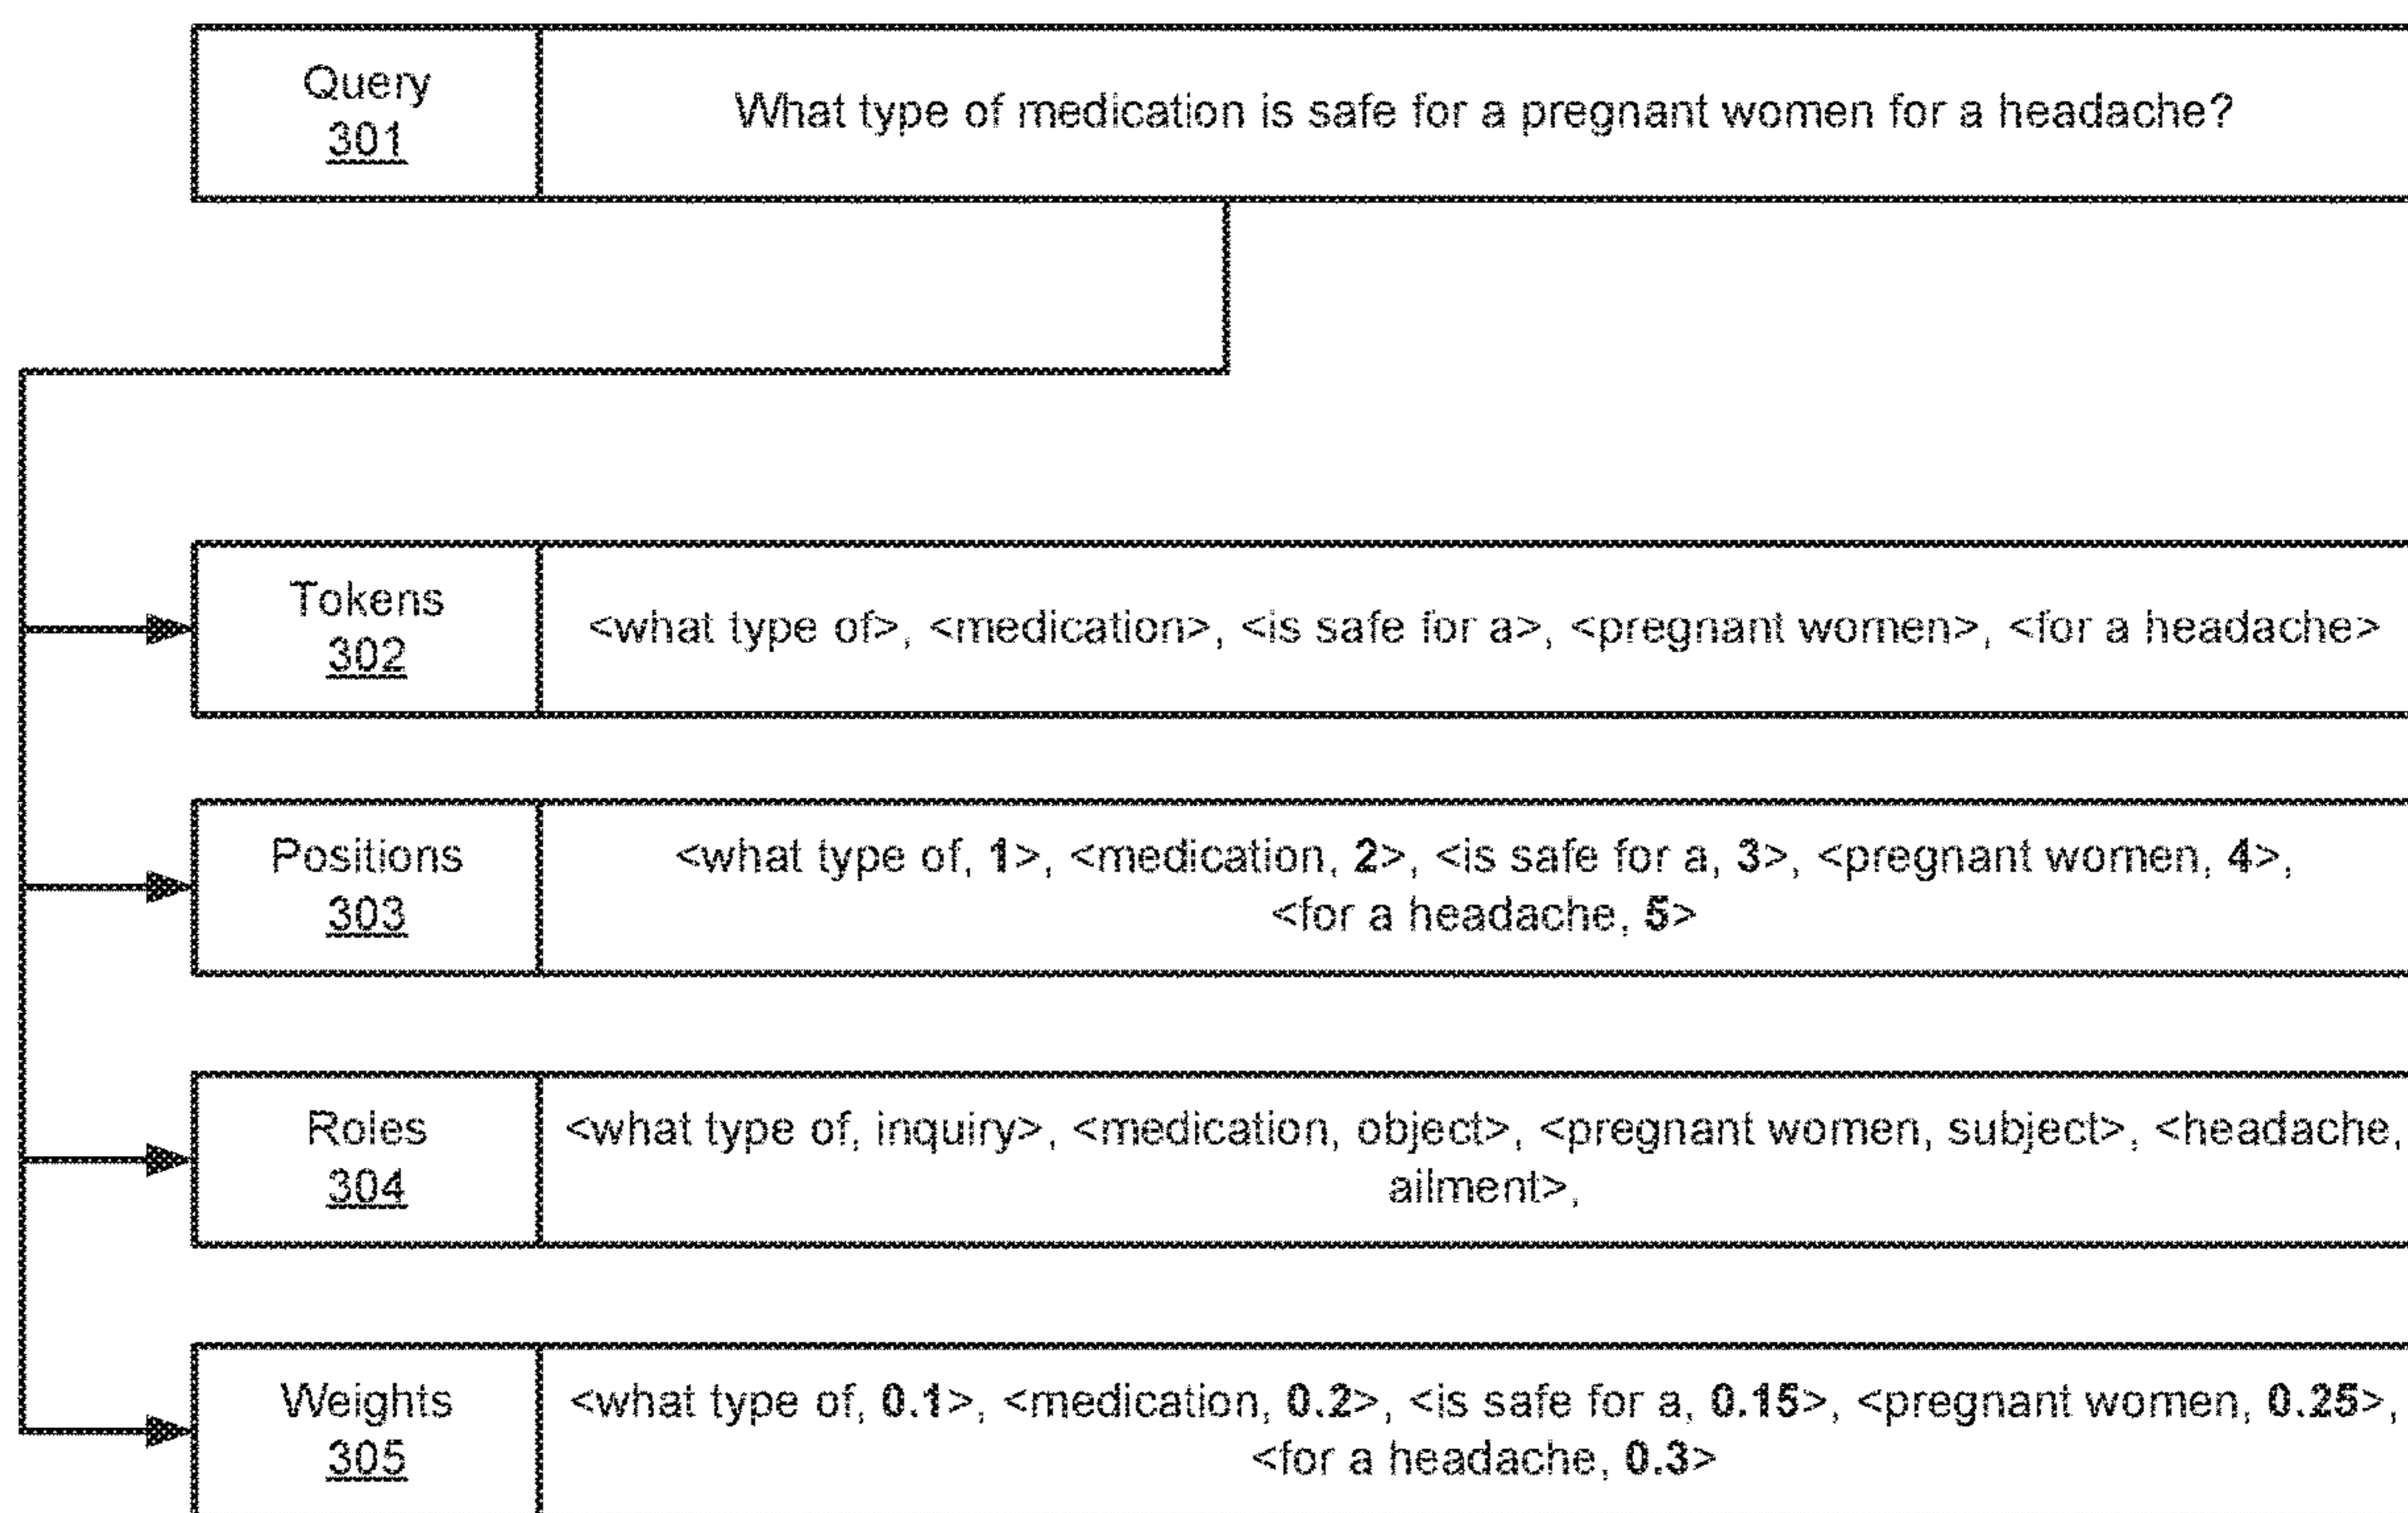 Query
301
What type of medication is safe for a pregnant women for a headache?
Tokens
302
<what type of>, <medication>, <is safe for a>, <pregnant women>, <for a headache>
Positions
303
<what type of, 1>, <medication, 2>, <is safe for a, 3>, <pregnant women, 4>,
<for a headache, 5>
Roles
304
<what type of, inquiry>, <medication, object>, <pregnant women, subject>, <headache,
ailment>,
Weights
305
<what type of, 0.1>, <medication, 0.2>, <is safe for a, 0.15>, <pregnant women, 0.25>,
<for a headache, 0.3>